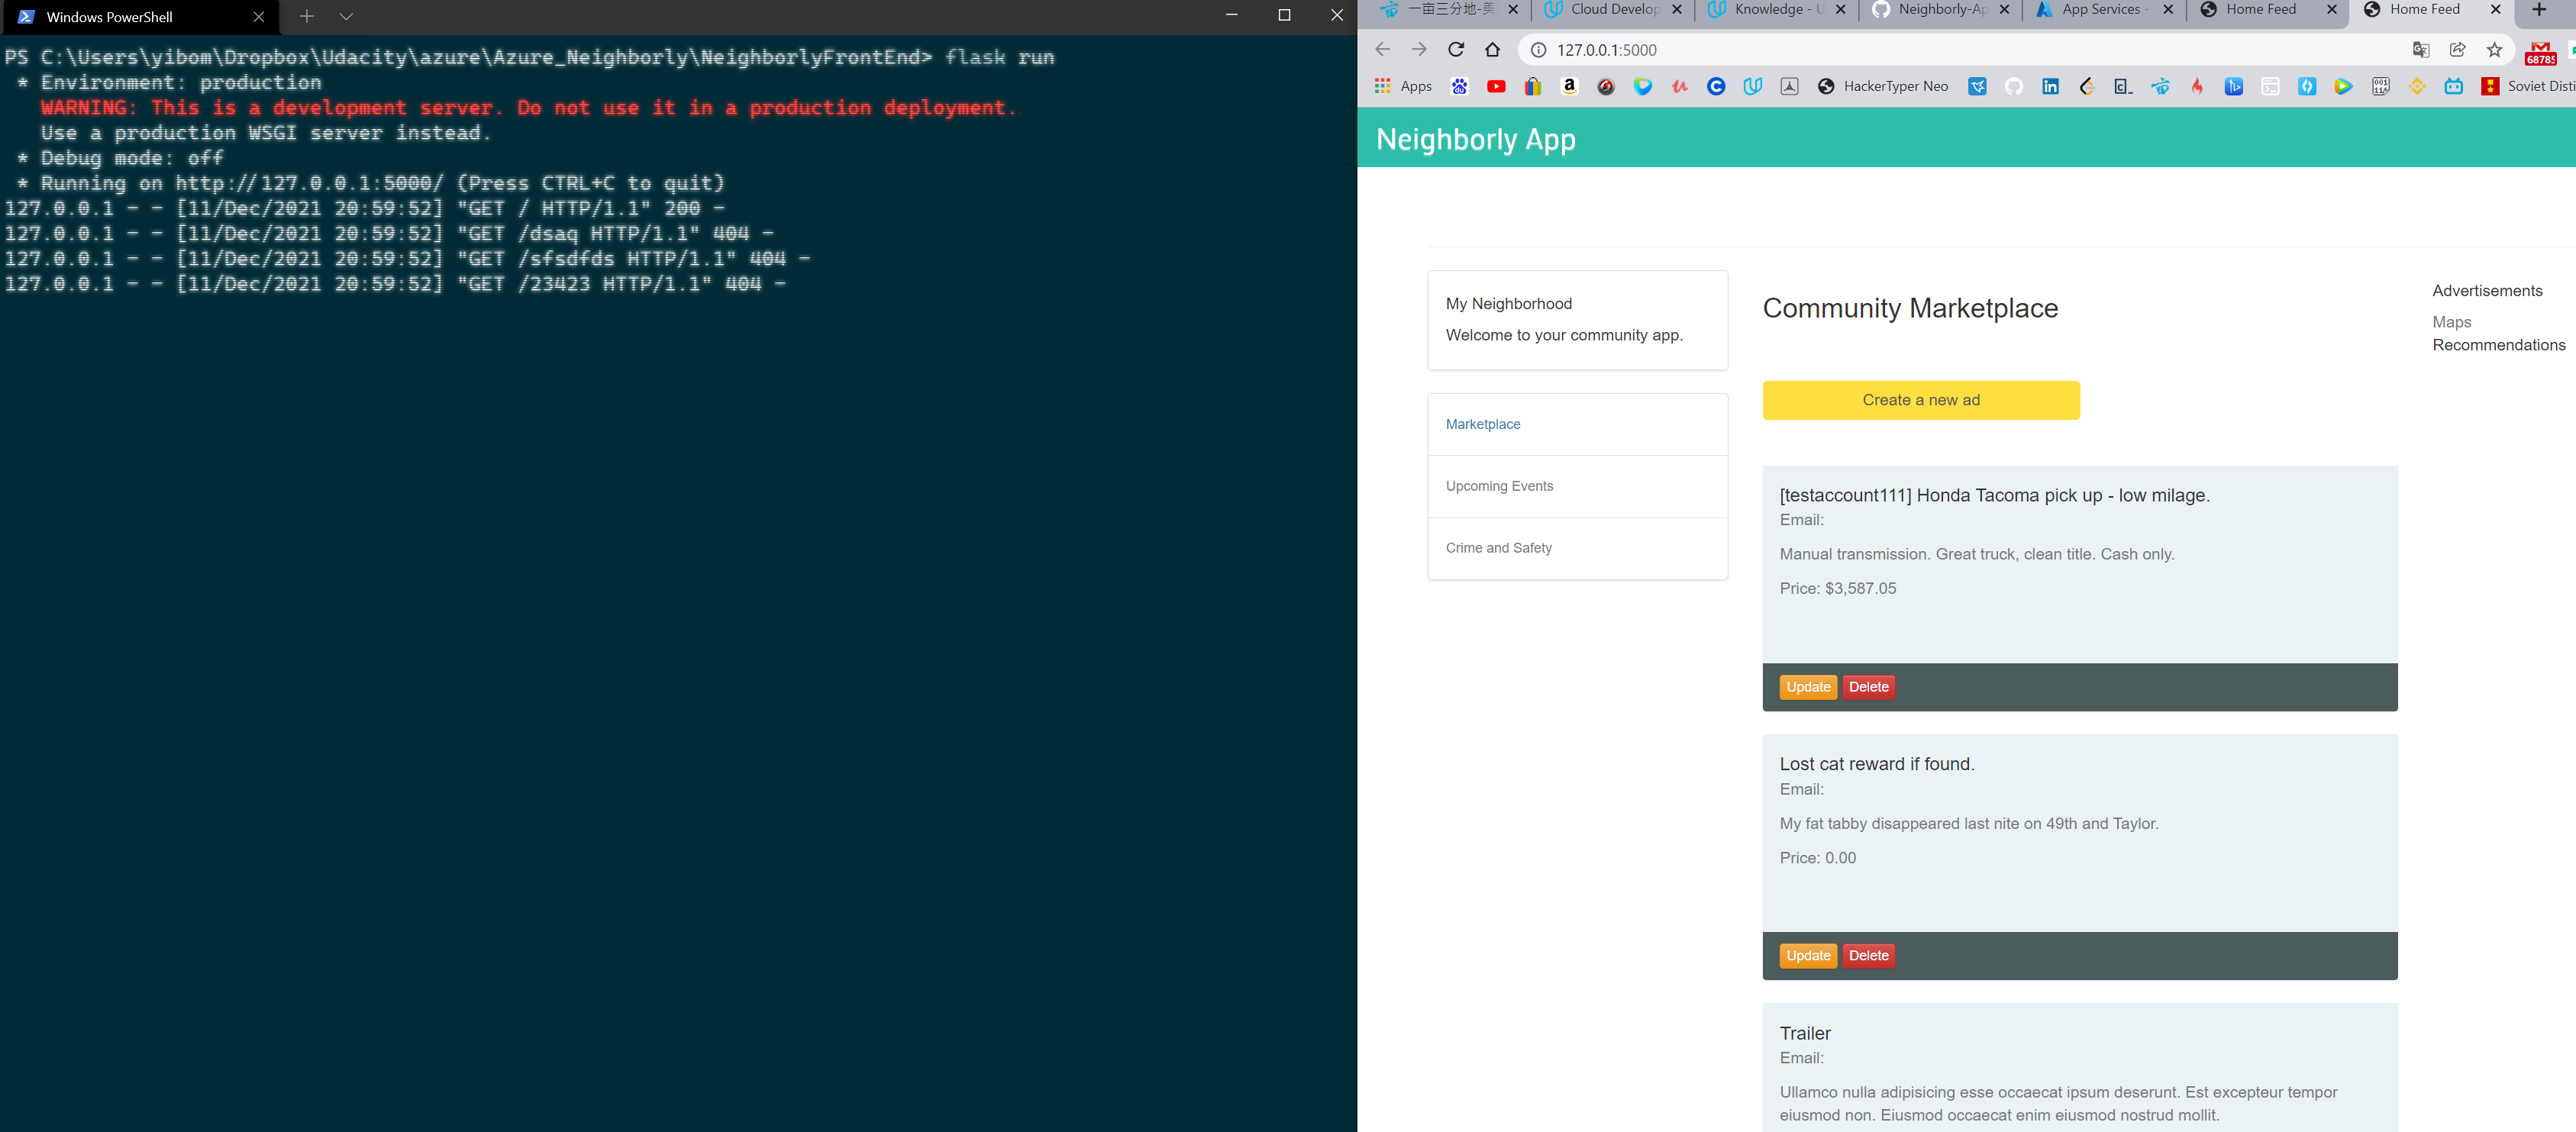 Windows PowerShell
PS C:\Users\yibom\Dropbox\Udacity\azure\Azure_Neighborly\NeighborlyFrontEnd> flask run
* Environment: production
WARNING: This is a development server. Do not use it in a production deployment.
Use a production WSGI server instead.
* Debug mode: off
* Running on http://127.0.0.1:5000/ (Press CTRL+C to quit)
127.0.0.1 - - [11/Dec/2021 20:59:52] "GET / HTTP/1.1" 200 -
127.0.0.1 - - [11/Dec/2021 20:59:52] "GET /dsaq HTTP/1.1" 404 -
127.0.0.1 - - [11/Dec/2021 20:59:52] "GET /sfsdfds HTTP/1.1" 404 -
127.0.0.1 - - [11/Dec/2021 20:59:52] "GET /23423 HTTP/1.1" 404 -
一亩三分地-美 Cloud Develop Knowledge - U Neighborly-Ap App Services - Home Feed Home Feed
127.0.0.1:5000
68785
Apps HackerTyper Neo Soviet Disti
Neighborly App
My Neighborhood
Welcome to your community app.
Marketplace
Upcoming Events
Crime and Safety
Community Marketplace
Create a new ad
[testaccount111] Honda Tacoma pick up - low milage.
Email:
Manual transmission. Great truck, clean title. Cash only.
Price: $3,587.05
Update Delete
Lost cat reward if found.
Email:
My fat tabby disappeared last nite on 49th and Taylor.
Price: 0.00
Update Delete
Trailer
Email:
Ullamco nulla adipisicing esse occaecat ipsum deserunt. Est excepteur tempor
eiusmod non. Eiusmod occaecat enim eiusmod nostrud mollit.
Advertisements
Maps
Recommendations